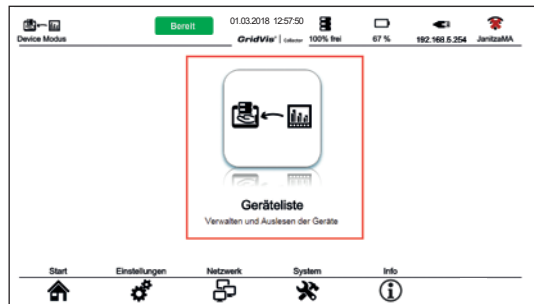 Bereit
01.03.2018 12:57:50
Device Modus
GridVis® | Collector
100% frei
67 %
192.168.5.254
JanitzaMA
Geräteliste
Verwalten und Auslesen der Geräte
Start
Einstellungen
Netzwerk
System
Info